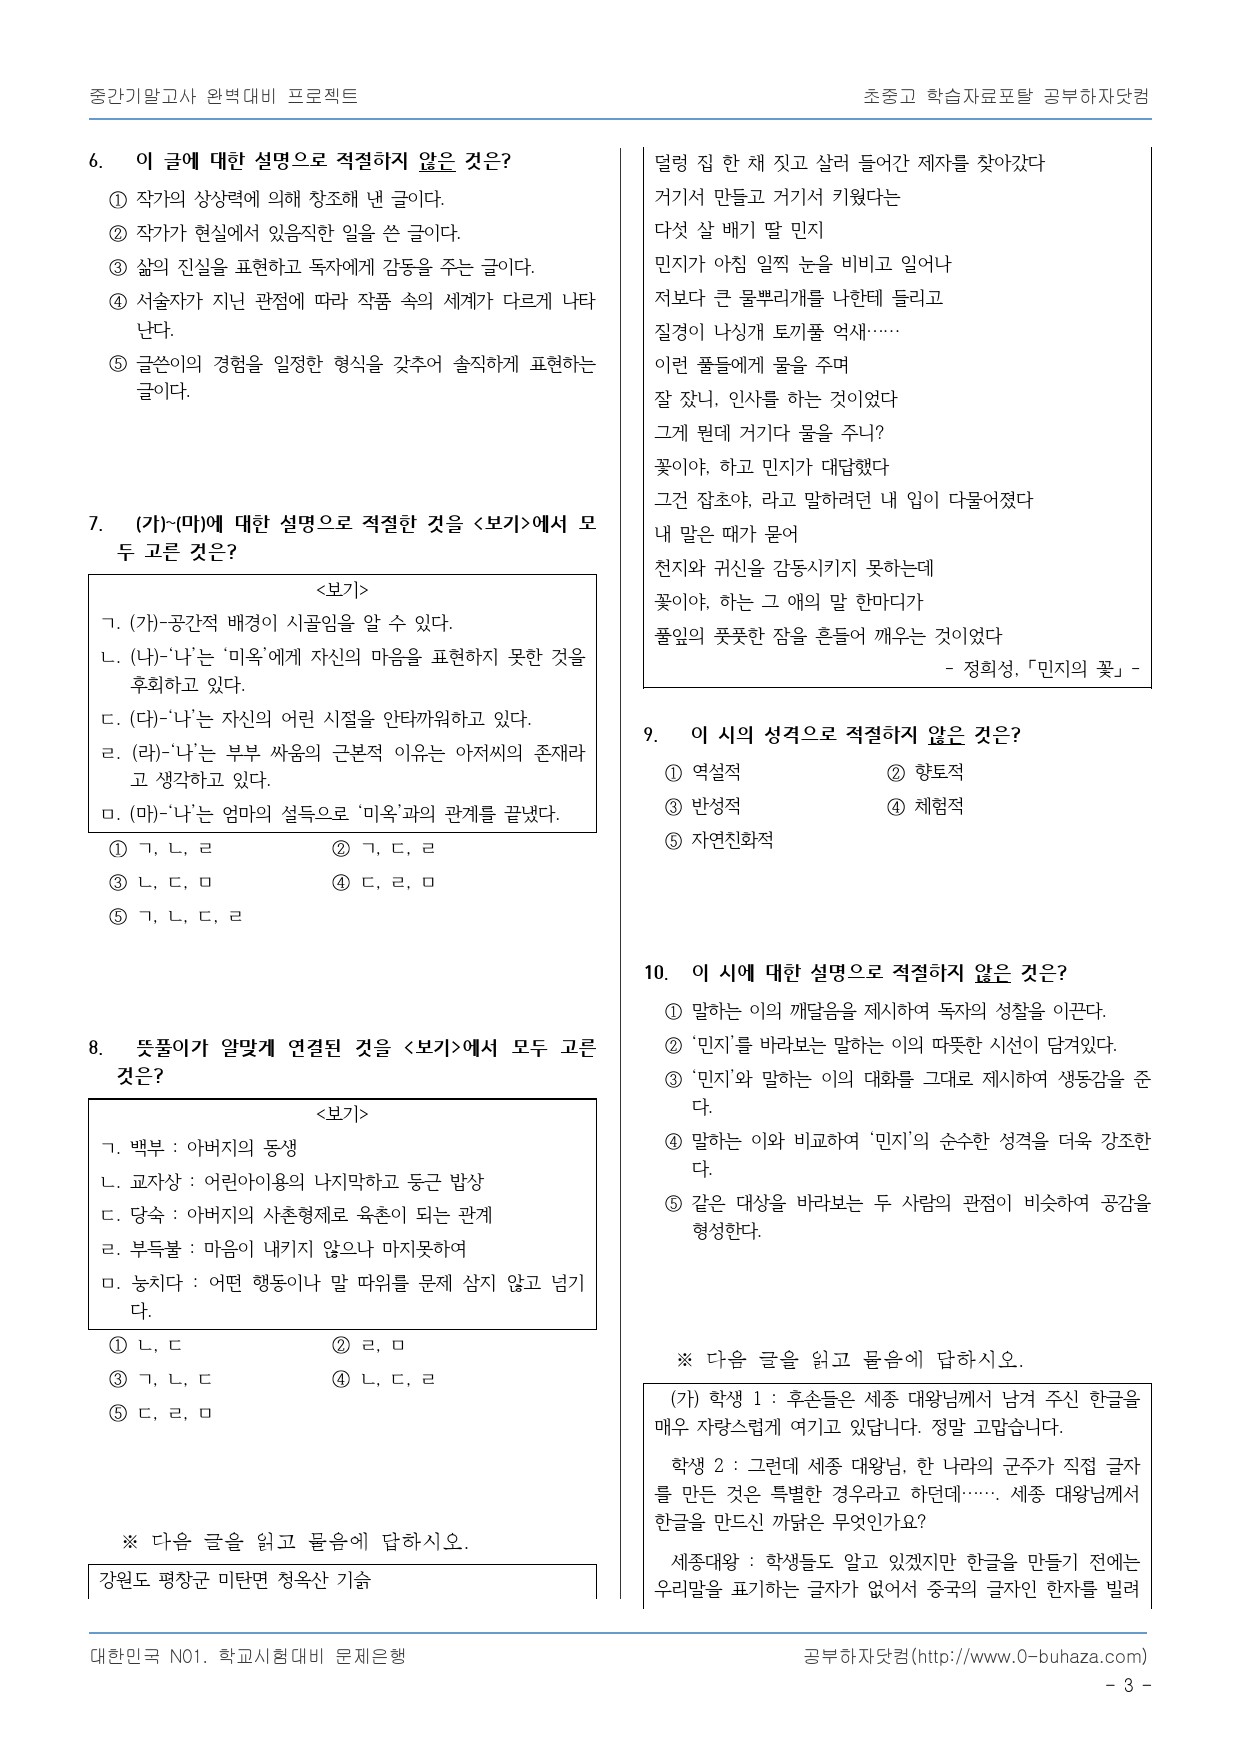 중간기말고사 완벽대비 프로젝트
초중고 학습자료포탈 공부하자닷컴
6. 이 글에 대한 설명으로 적절하지 않은 것은?
① 작가의 상상력에 의해 창조해 낸 글이다.
② 작가가 현실에서 있음직한 일을 쓴 글이다.
③ 삶의 진실을 표현하고 독자에게 감동을 주는 글이다.
④ 서술자가 지닌 관점에 따라 작품 속의 세계가 다르게 나타
난다.
⑤ 글쓴이의 경험을 일정한 형식을 갖추어 솔직하게 표현하는
글이다.
7. (가)~(마)에 대한 설명으로 적절한 것을 <보기>에서 모
두 고른 것은?
<보기>
ㄱ. (가)-공간적 배경이 시골임을 알 수 있다.
ㄴ. (나)-‘나’는 ‘미옥’에게 자신의 마음을 표현하지 못한 것을
후회하고 있다.
ㄷ. (다)-‘나’는 자신의 어린 시절을 안타까워하고 있다.
ㄹ. (라)-‘나’는 부부 싸움의 근본적 이유는 아저씨의 존재라
고 생각하고 있다.
ㅁ. (마)-‘나’는 엄마의 설득으로 ‘미옥’과의 관계를 끝냈다.
① ㄱ, ㄴ, ㄹ ② ㄱ, ㄷ, ㄹ
③ ㄴ, ㄷ, ㅁ ④ ㄷ, ㄹ, ㅁ
⑤ ㄱ, ㄴ, ㄷ, ㄹ
8. 뜻풀이가 알맞게 연결된 것을 <보기>에서 모두 고른
것은?
<보기>
ㄱ. 백부 : 아버지의 동생
ㄴ. 교자상 : 어린아이용의 나지막하고 둥근 밥상
ㄷ. 당숙 : 아버지의 사촌형제로 육촌이 되는 관계
ㄹ. 부득불 : 마음이 내키지 않으나 마지못하여
ㅁ. 눙치다 : 어떤 행동이나 말 따위를 문제 삼지 않고 넘기
다.
① ㄴ, ㄷ ② ㄹ, ㅁ
③ ㄱ, ㄴ, ㄷ ④ ㄴ, ㄷ, ㄹ
⑤ ㄷ, ㄹ, ㅁ
※ 다음 글을 읽고 물음에 답하시오.
강원도 평창군 미탄면 청옥산 기슭
덜렁 집 한 채 짓고 살러 들어간 제자를 찾아갔다
거기서 만들고 거기서 키웠다는
다섯 살 배기 딸 민지
민지가 아침 일찍 눈을 비비고 일어나
저보다 큰 물뿌리개를 나한테 들리고
질경이 나싱개 토끼풀 억새……
이런 풀들에게 물을 주며
잘 잤니, 인사를 하는 것이었다
그게 뭔데 거기다 물을 주니?
꽃이야, 하고 민지가 대답했다
그건 잡초야, 라고 말하려던 내 입이 다물어졌다
내 말은 때가 묻어
천지와 귀신을 감동시키지 못하는데
꽃이야, 하는 그 애의 말 한마디가
풀잎의 풋풋한 잠을 흔들어 깨우는 것이었다
- 정희성, 「민지의 꽃」 -
9. 이 시의 성격으로 적절하지 않은 것은?
① 역설적 ② 향토적
③ 반성적 ④ 체험적
⑤ 자연친화적
10. 이 시에 대한 설명으로 적절하지 않은 것은?
① 말하는 이의 깨달음을 제시하여 독자의 성찰을 이끈다.
② ‘민지’를 바라보는 말하는 이의 따뜻한 시선이 담겨있다.
③ ‘민지’와 말하는 이의 대화를 그대로 제시하여 생동감을 준
다.
④ 말하는 이와 비교하여 ‘민지’의 순수한 성격을 더욱 강조한
다.
⑤ 같은 대상을 바라보는 두 사람의 관점이 비슷하여 공감을
형성한다.
※ 다음 글을 읽고 물음에 답하시오.
(가) 학생 1 : 후손들은 세종 대왕님께서 남겨 주신 한글을
매우 자랑스럽게 여기고 있답니다. 정말 고맙습니다.
학생 2 : 그런데 세종 대왕님, 한 나라의 군주가 직접 글자
를 만든 것은 특별한 경우라고 하던데……. 세종 대왕님께서
한글을 만드신 까닭은 무엇인가요?
세종대왕 : 학생들도 알고 있겠지만 한글을 만들기 전에는
우리말을 표기하는 글자가 없어서 중국의 글자인 한자를 빌려
대한민국 N01. 학교시험대비 문제은행
공부하자닷컴(http://www.0-buhaza.com)
- 3 -